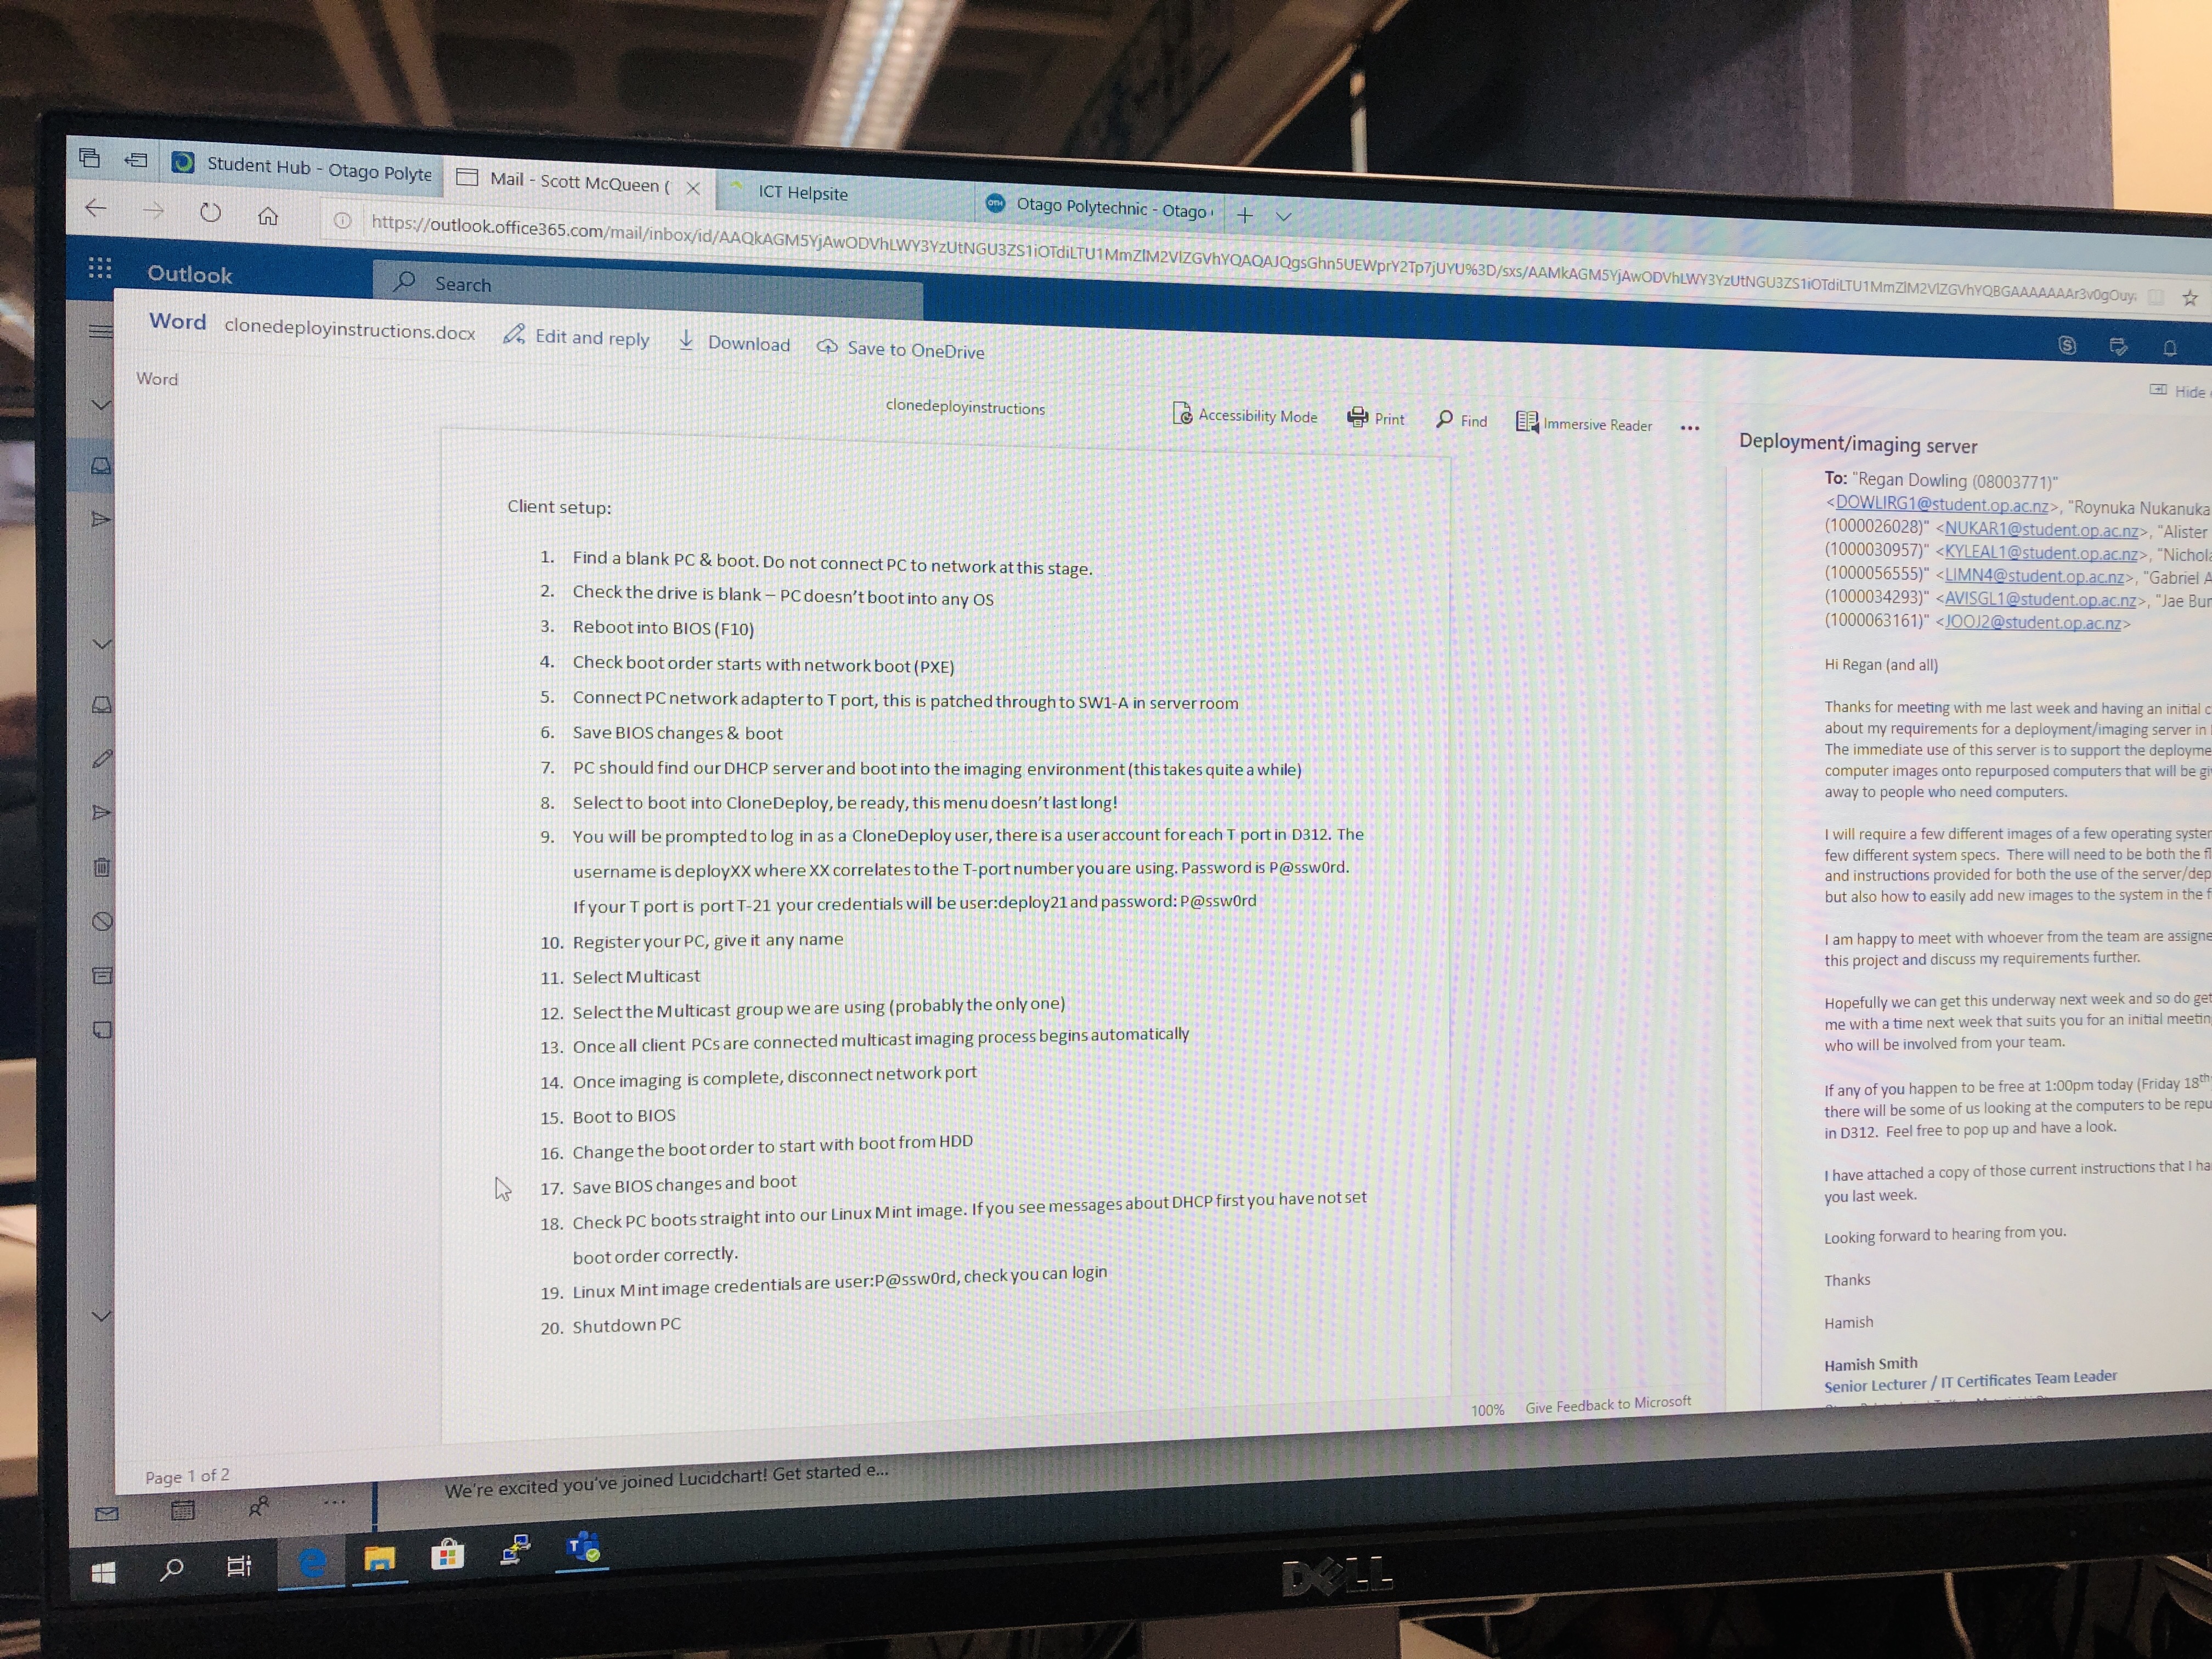 Student Hub - Otago Polyte
Mail - Scott McQueen (
ICT Helpsite
Otago Polytechnic - Otago
https://outlook.office365.com/mail/inbox/id/
Outlook
Search
Word clonedeployinstructions.docx Edit and reply Download Save to OneDrive
Word
Hide
clonedeployinstructions
Accessibility Mode Print Find Immersive Reader
Client setup:
1. Find a blank PC & boot. Do not connect PC to network at this stage.
2. Check the drive is blank – PC doesn't boot into any OS
3. Reboot into BIOS (F10)
4. Check boot order starts with network boot (PXE)
5. Connect PC network adapter to T port, this is patched through to SW1-A in server room
6. Save BIOS changes & boot
7. PC should find our DHCP server and boot into the imaging environment (this takes quite a while)
8. Select to boot into CloneDeploy, be ready, this menu doesn't last long!
9. You will be prompted to log in as a CloneDeploy user, there is a user account for each T port in D312. The
username is deployXX where XX correlates to the T-port number you are using. Password is P@ssw0rd.
If your T port is port T-21 your credentials will be user:deploy21 and password: P@ssw0rd
10. Register your PC, give it any name
11. Select Multicast
12. Select the Multicast group we are using (probably the only one)
13. Once all client PCs are connected multicast imaging process begins automatically
14. Once imaging is complete, disconnect network port
15. Boot to BIOS
16. Change the boot order to start with boot from HDD
17. Save BIOS changes and boot
18. Check PC boots straight into our Linux Mint image. If you see messages about DHCP first you have not set
boot order correctly.
19. Linux Mint image credentials are user:P@ssw0rd, check you can login
20. Shutdown PC
100% Give Feedback to Microsoft
Page 1 of 2
Deployment/imaging server
To: "Regan Dowling (08003771)"
<DOWLIRG1@student.op.ac.nz>, "Roynuka Nukanuka
(1000026028)" <NUKAR1@student.op.ac.nz>, "Alister
(1000030957)" <KYLEAL1@student.op.ac.nz>, "Nichol
(1000056555)" <LIMN4@student.op.ac.nz>, "Gabriel A
(1000034293)" <AVISGL1@student.op.ac.nz>, "Jae Bur
(1000063161)" <JOOJ2@student.op.ac.nz>
Hi Regan (and all)
Thanks for meeting with me last week and having an initial c
about my requirements for a deployment/imaging server in
The immediate use of this server is to support the deployme
computer images onto repurposed computers that will be gi
away to people who need computers.
I will require a few different images of a few operating system
few different system specs. There will need to be both the fl
and instructions provided for both the use of the server/dep
but also how to easily add new images to the system in the f
I am happy to meet with whoever from the team are assigne
this project and discuss my requirements further.
Hopefully we can get this underway next week and so do get
me with a time next week that suits you for an initial meetin
who will be involved from your team.
If any of you happen to be free at 1:00pm today (Friday 18th
there will be some of us looking at the computers to be repu
in D312. Feel free to pop up and have a look.
I have attached a copy of those current instructions that I ha
you last week.
Looking forward to hearing from you.
Thanks
Hamish
Hamish Smith
Senior Lecturer / IT Certificates Team Leader
We're excited you've joined Lucidchart! Get started e...
DELL